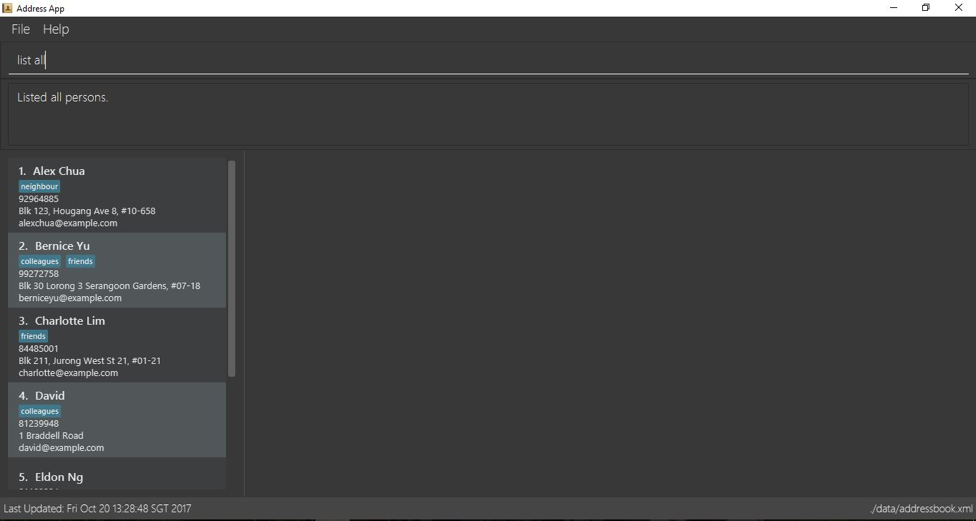 Address App
File Help
list all
Listed all persons.
1. Alex Chua
neighbour
92964885
Blk 123, Hougang Ave 8, #10-658
alexchua@example.com
2. Bernice Yu
colleagues friends
99272758
Blk 30 Lorong 3 Serangoon Gardens, #07-18
berniceyu@example.com
3. Charlotte Lim
friends
84485001
Blk 211, Jurong West St 21, #01-21
charlotte@example.com
4. David
colleagues
81239948
1 Braddell Road
david@example.com
5. Eldon Ng
Last Updated: Fri Oct 20 13:28:48 SGT 2017
./data/addressbook.xml